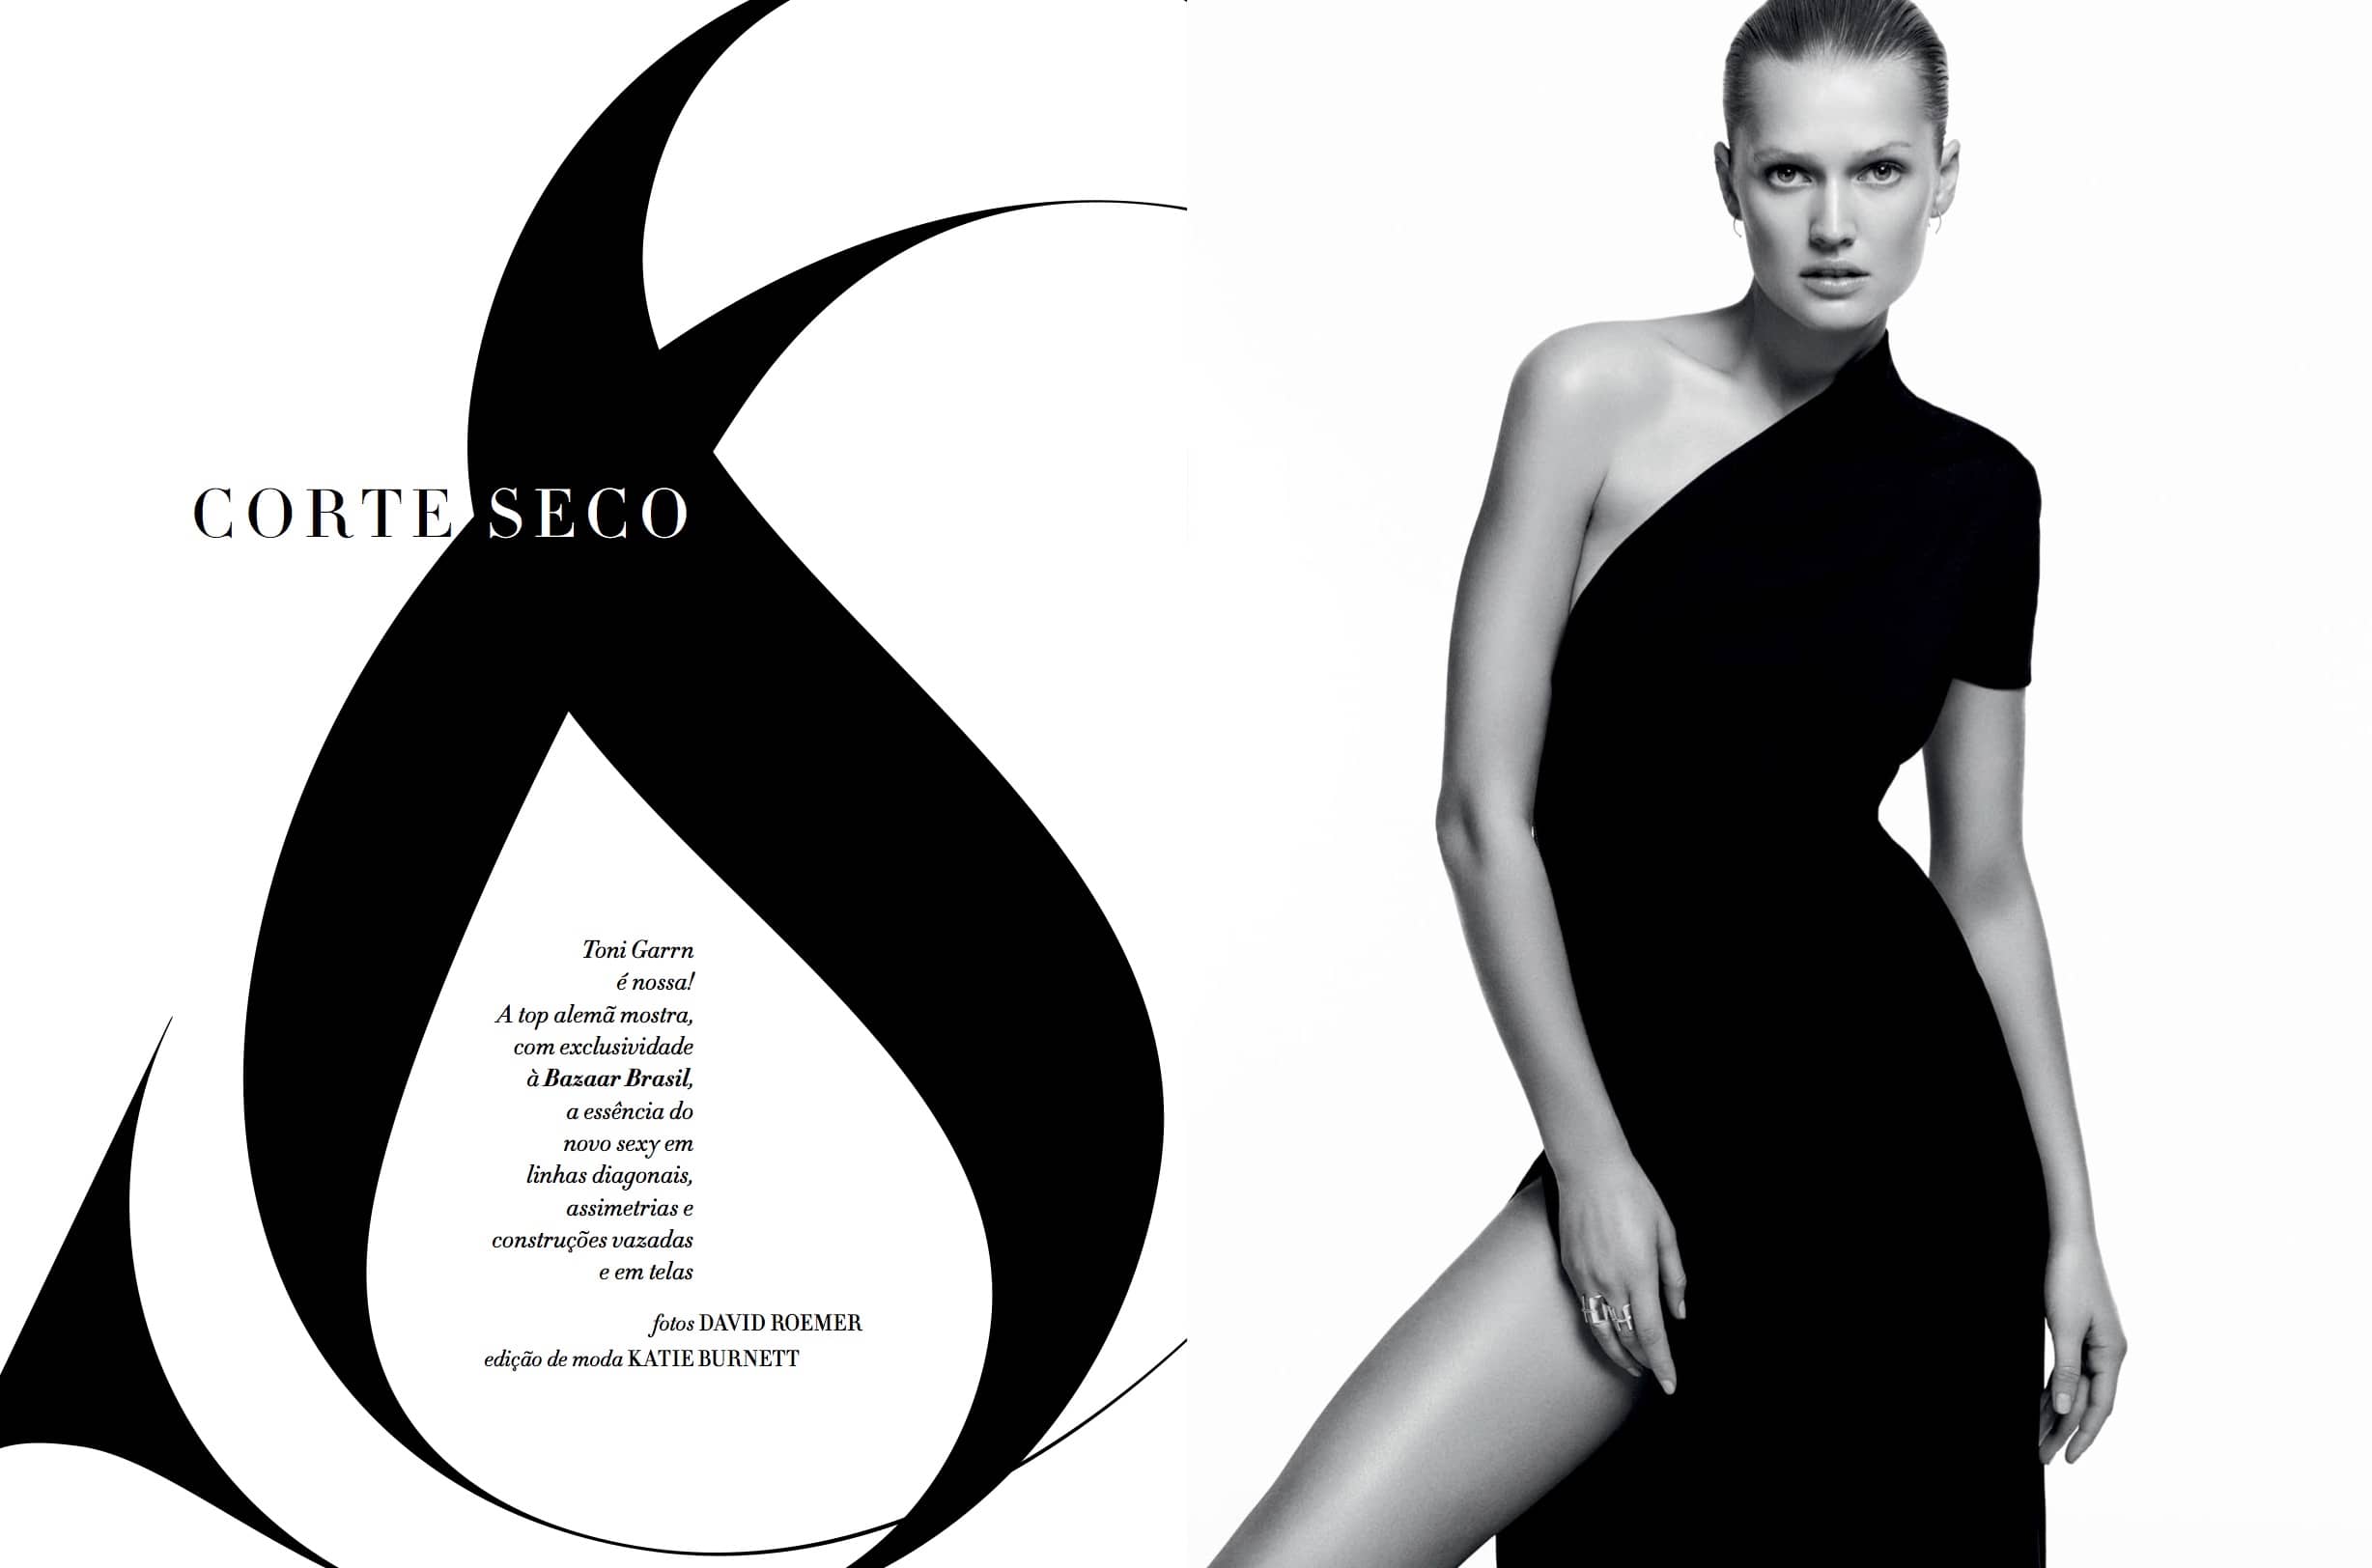 CORTE SECO
Toni Garrn
é nossa!
A top alemã mostra,
com exclusividade
à Bazaar Brasil,
a essência do
novo sexy em
linhas diagonais,
assimetrias e
construções vazadas
e em telas
fotos DAVID ROEMER
edição de moda KATIE BURNETT